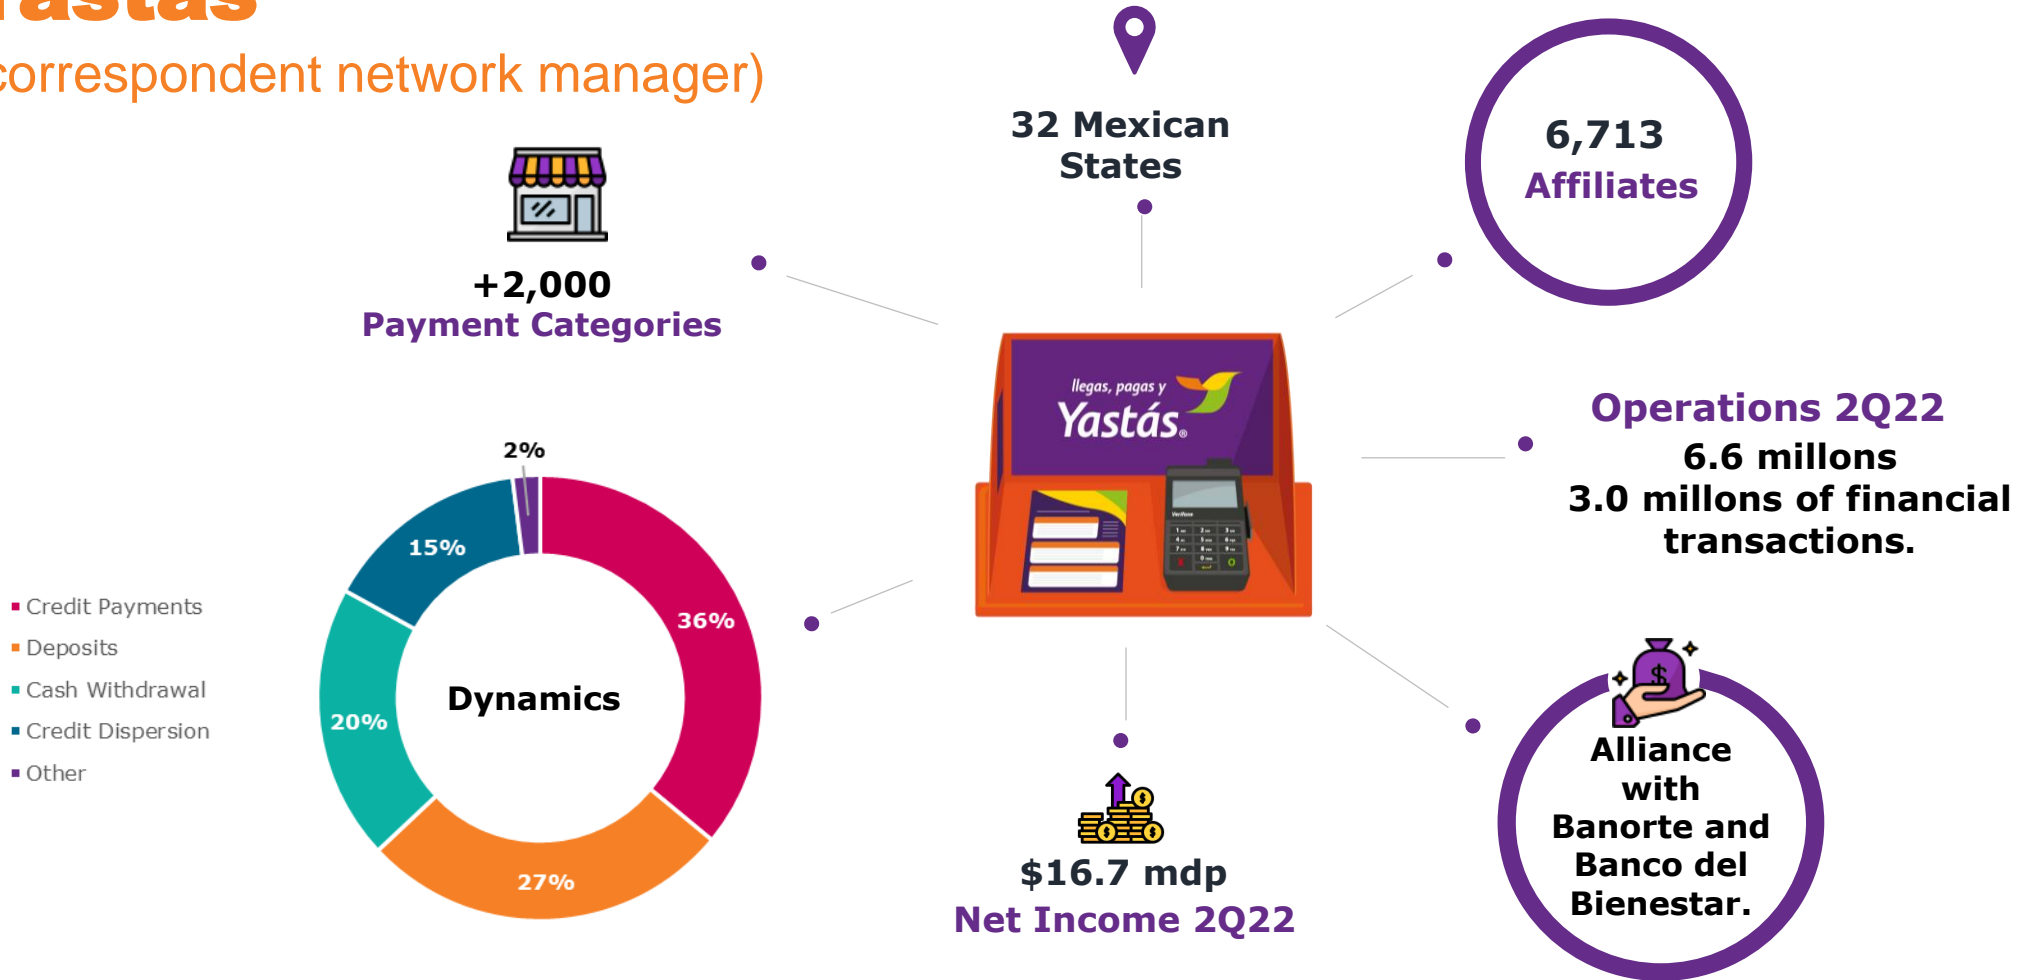 Yastás
correspondent network manager)
32 Mexican
States
6,713
Affiliates
+2,000
Payment Categories
llegas, pagas y
Yastás®
Operations 2Q22
6.6 millons
3.0 millons of financial
transactions.
2%
15%
36%
20%
27%
Dynamics
Credit Payments
Deposits
Cash Withdrawal
Credit Dispersion
Other
$16.7 mdp
Net Income 2Q22
Alliance
with
Banorte and
Banco del
Bienestar.